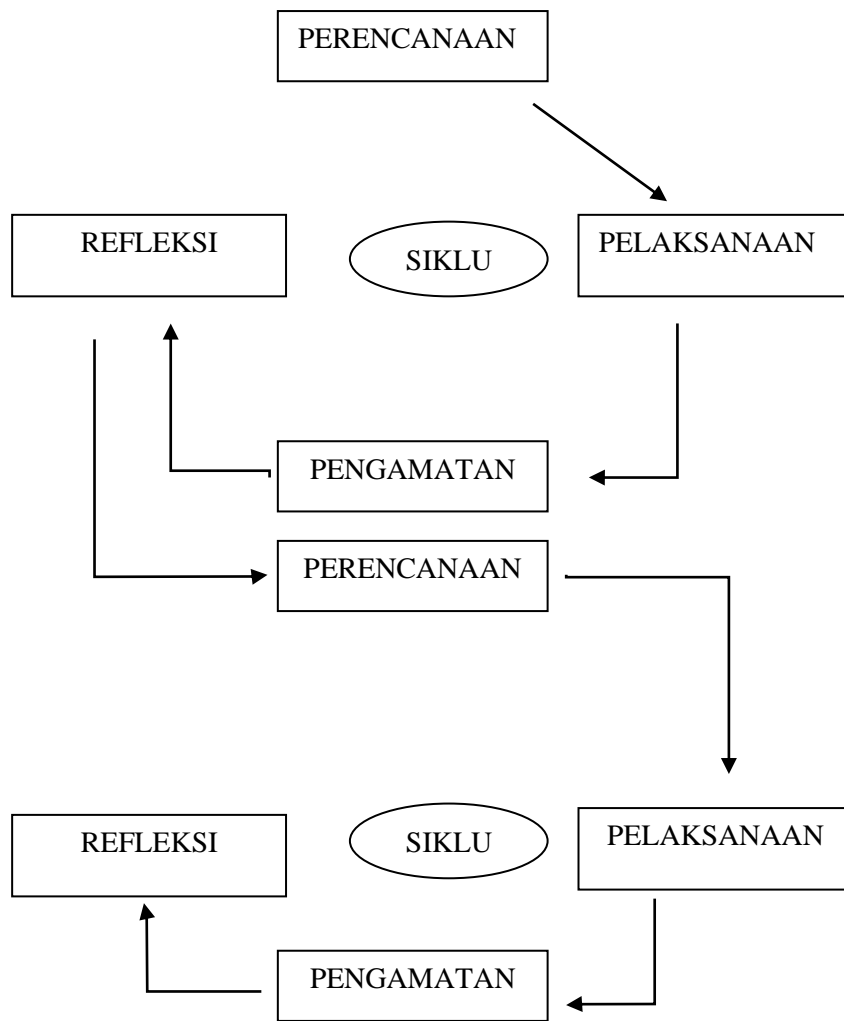 PERENCANAAN
REFLEKSI
SIKLU
PELAKSANAAN
PENGAMATAN
PERENCANAAN
REFLEKSI
SIKLU
PELAKSANAAN
PENGAMATAN